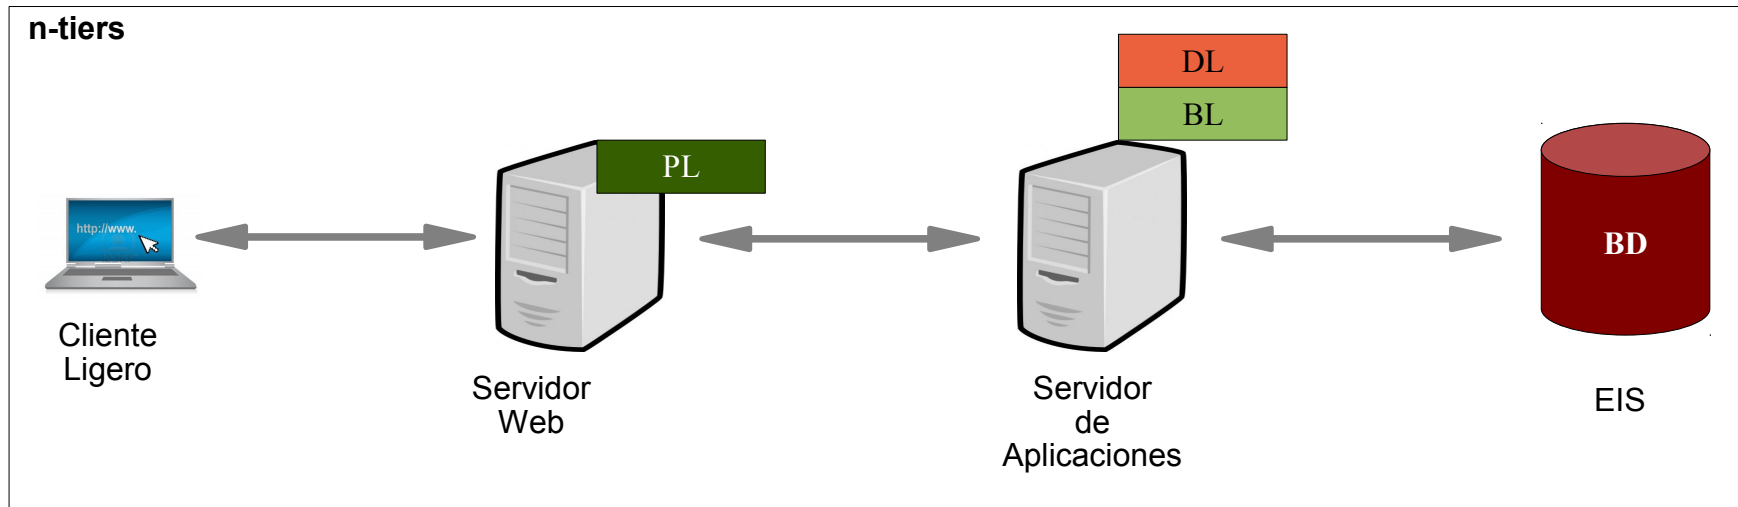 n-tiers
DL
BL
PL
http://www.
BD
Cliente
Ligero
Servidor
Web
Servidor
de
Aplicaciones
EIS